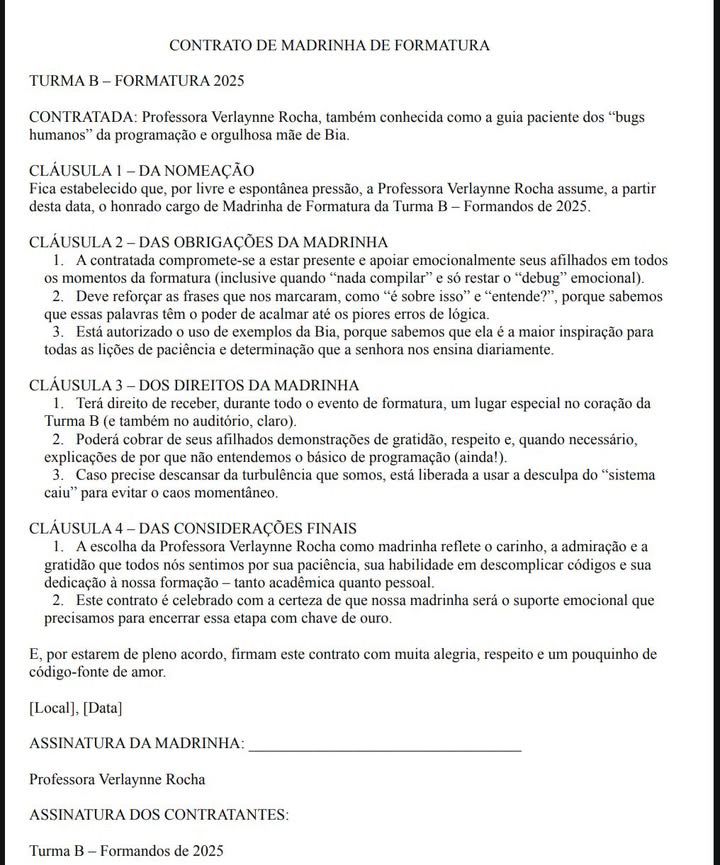 CONTRATO DE MADRINHA DE FORMATURA
TURMA B – FORMATURA 2025
CONTRATADA: Professora Verlaynne Rocha, também conhecida como a guia paciente dos “bugs
humanos” da programação e orgulhosa mãe de Bia.
CLÁUSULA 1 – DA NOMEAÇÃO
Fica estabelecido que, por livre e espontânea pressão, a Professora Verlaynne Rocha assume, a partir
desta data, o honrado cargo de Madrinha de Formatura da Turma B – Formandos de 2025.
CLÁUSULA 2 – DAS OBRIGAÇÕES DA MADRINHA
1. A contratada compromete-se a estar presente e apoiar emocionalmente seus afilhados em todos
os momentos da formatura (inclusive quando “nada compilar” e só restar o “debug” emocional).
2. Deve reforçar as frases que nos marcaram, como “é sobre isso” e “entende?”, porque sabemos
que essas palavras têm o poder de acalmar até os piores erros de lógica.
3. Está autorizado o uso de exemplos da Bia, porque sabemos que ela é a maior inspiração para
todas as lições de paciência e determinação que a senhora nos ensina diariamente.
CLÁUSULA 3 – DOS DIREITOS DA MADRINHA
1. Terá direito de receber, durante todo o evento de formatura, um lugar especial no coração da
Turma B (e também no auditório, claro).
2. Poderá cobrar de seus afilhados demonstrações de gratidão, respeito e, quando necessário,
explicações de por que não entendemos o básico de programação (ainda!).
3. Caso precise descansar da turbulência que somos, está liberada a usar a desculpa do “sistema
caiu” para evitar o caos momentâneo.
CLÁUSULA 4 – DAS CONSIDERAÇÕES FINAIS
1. A escolha da Professora Verlaynne Rocha como madrinha reflete o carinho, a admiração e a
gratidão que todos nós sentimos por sua paciência, sua habilidade em descomplicar códigos e sua
dedicação à nossa formação – tanto acadêmica quanto pessoal.
2. Este contrato é celebrado com a certeza de que nossa madrinha será o suporte emocional que
precisamos para encerrar essa etapa com chave de ouro.
E, por estarem de pleno acordo, firmam este contrato com muita alegria, respeito e um pouquinho de
código-fonte de amor.
[Local], [Data]
ASSINATURA DA MADRINHA: ___________________________________
Professora Verlaynne Rocha
ASSINATURA DOS CONTRATANTES:
Turma B – Formandos de 2025